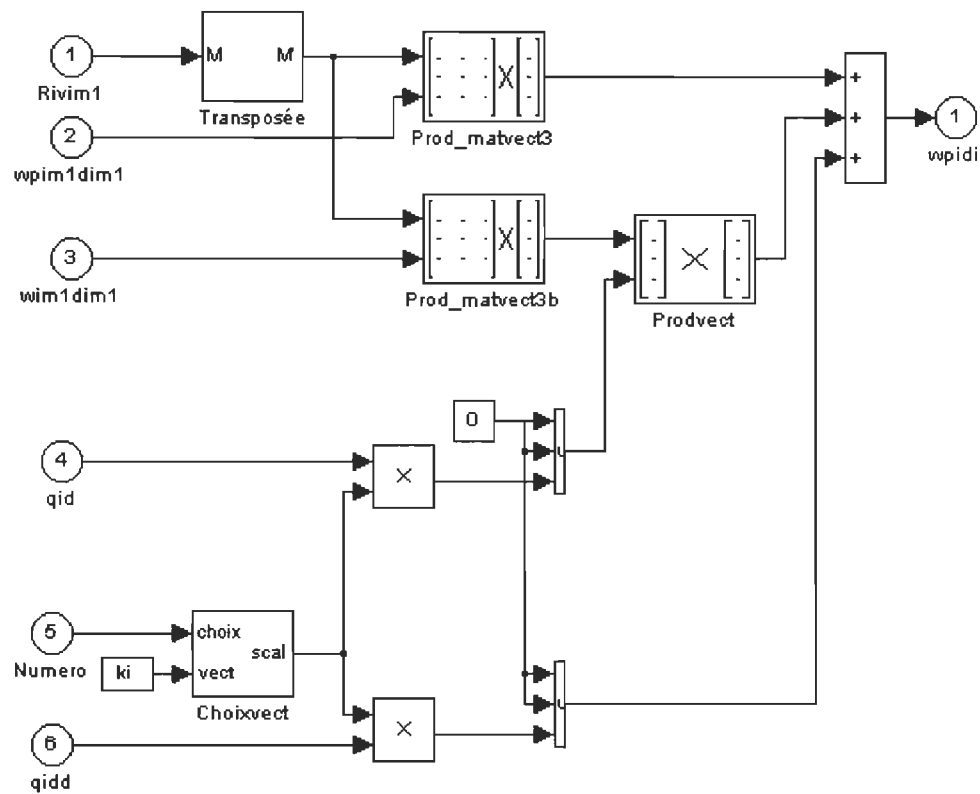 1
Rivim1
M
M'
Transposée
2
wpim1dim1
Prod_matvect3
+
+
+
1
wpidi
3
wim1dim1
Prod_matvect3b
Prodvect
0
4
qid
5
Numero
ki
choix
vect
scal
Choixvect
6
qidd